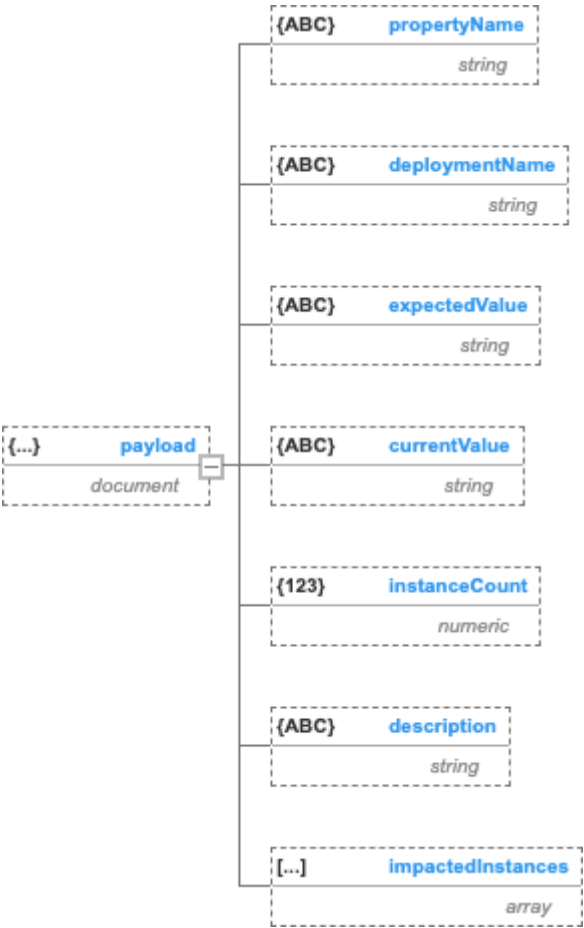 {ABC} propertyName
string
{ABC} deploymentName
string
{ABC} expectedValue
string
{...} payload
document
{ABC} currentValue
string
{123} instanceCount
numeric
{ABC} description
string
[...] impactedInstances
array